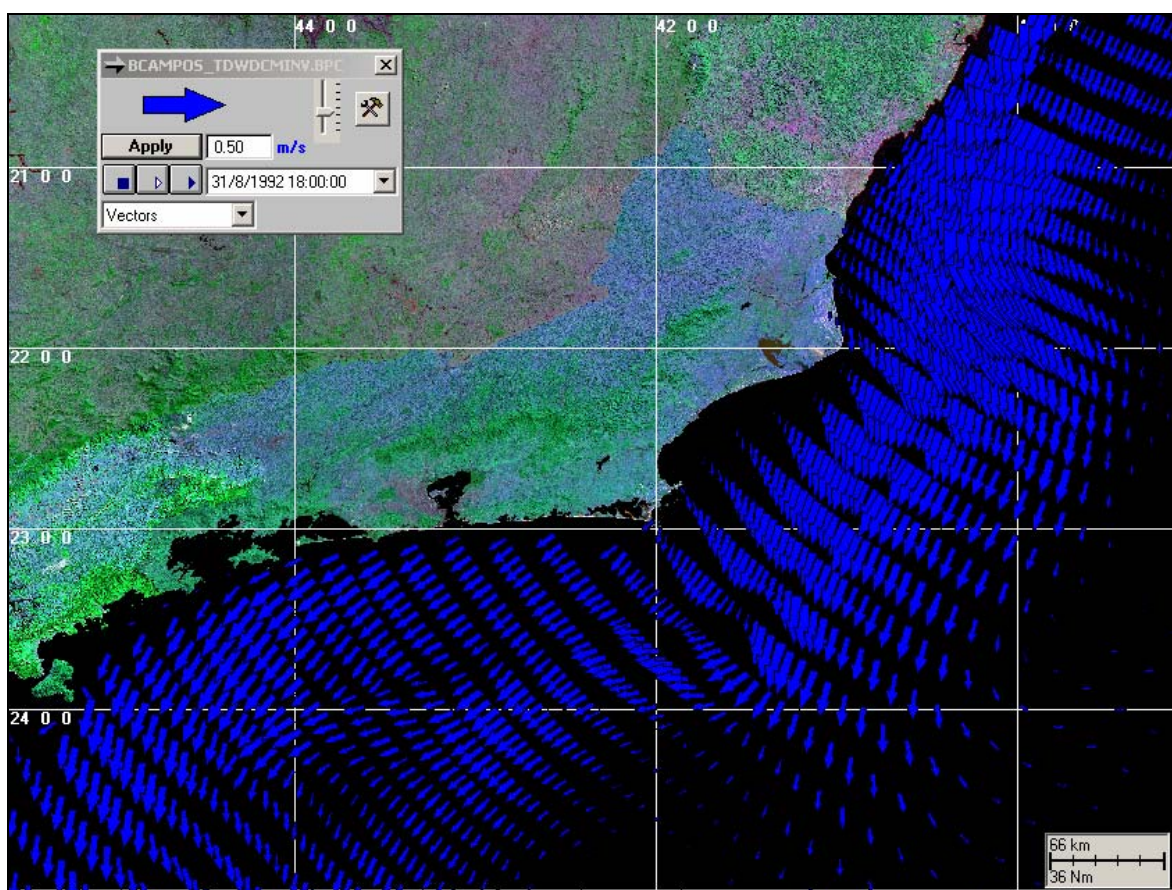 44 0 0
42 0 0
BCAMPOS_TDWDCMINV.BPC
Apply
0.50
m/s
21 0 0
31/8/1992 18:00:00
Vectors
22 0 0
23 0 0
24 0 0
66 km
36 Nm